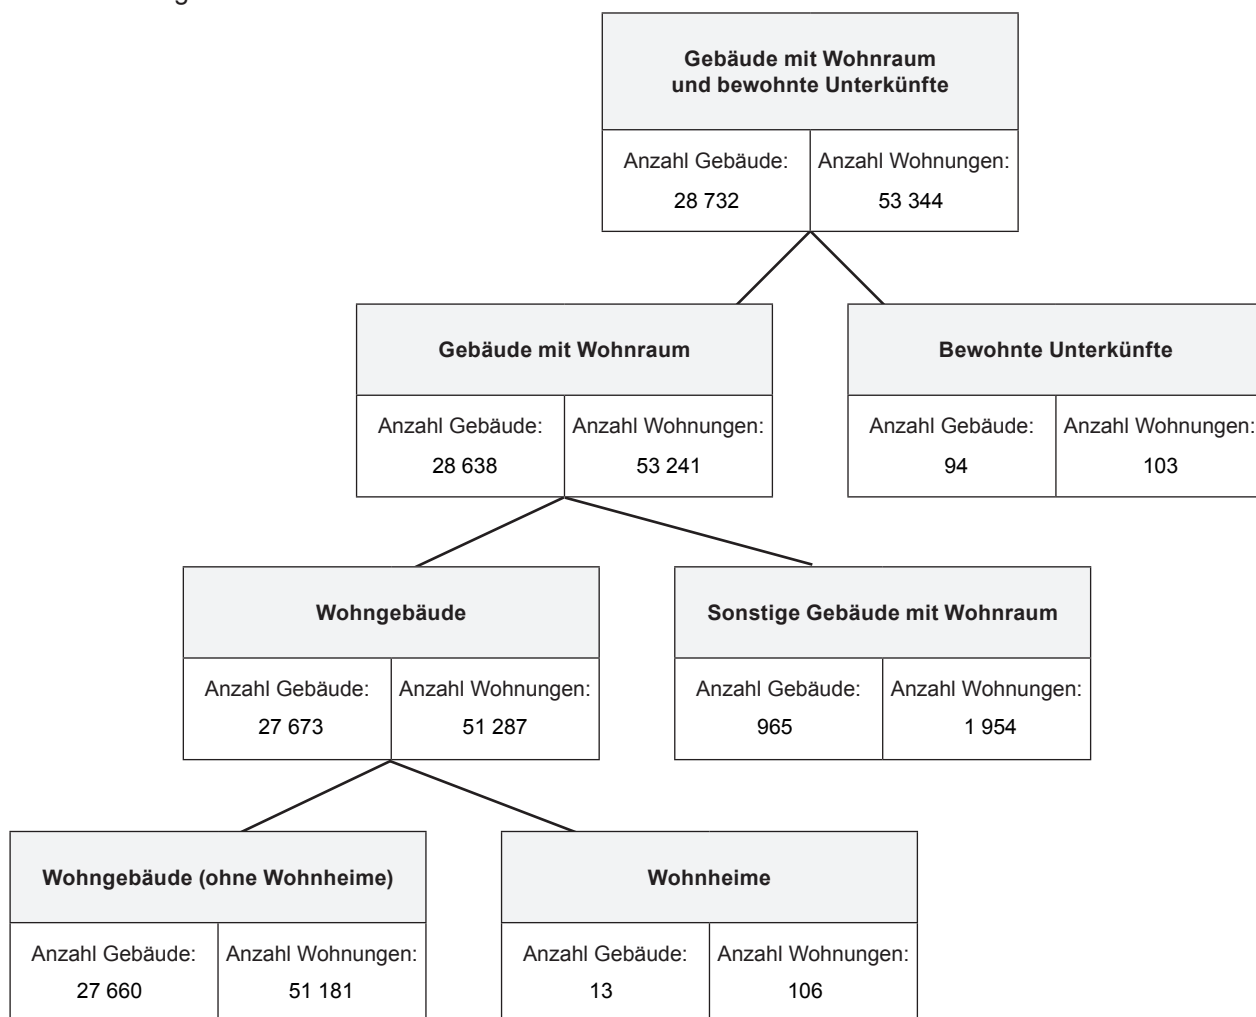 Gebäude mit Wohnraum
und bewohnte Unterkünfte
Anzahl Gebäude:
28 732
Anzahl Wohnungen:
53 344
Gebäude mit Wohnraum
Anzahl Gebäude:
28 638
Anzahl Wohnungen:
53 241
Bewohnte Unterkünfte
Anzahl Gebäude:
94
Anzahl Wohnungen:
103
Wohngebäude
Anzahl Gebäude:
27 673
Anzahl Wohnungen:
51 287
Sonstige Gebäude mit Wohnraum
Anzahl Gebäude:
965
Anzahl Wohnungen:
1 954
Wohngebäude (ohne Wohnheime)
Anzahl Gebäude:
27 660
Anzahl Wohnungen:
51 181
Wohnheime
Anzahl Gebäude:
13
Anzahl Wohnungen:
106